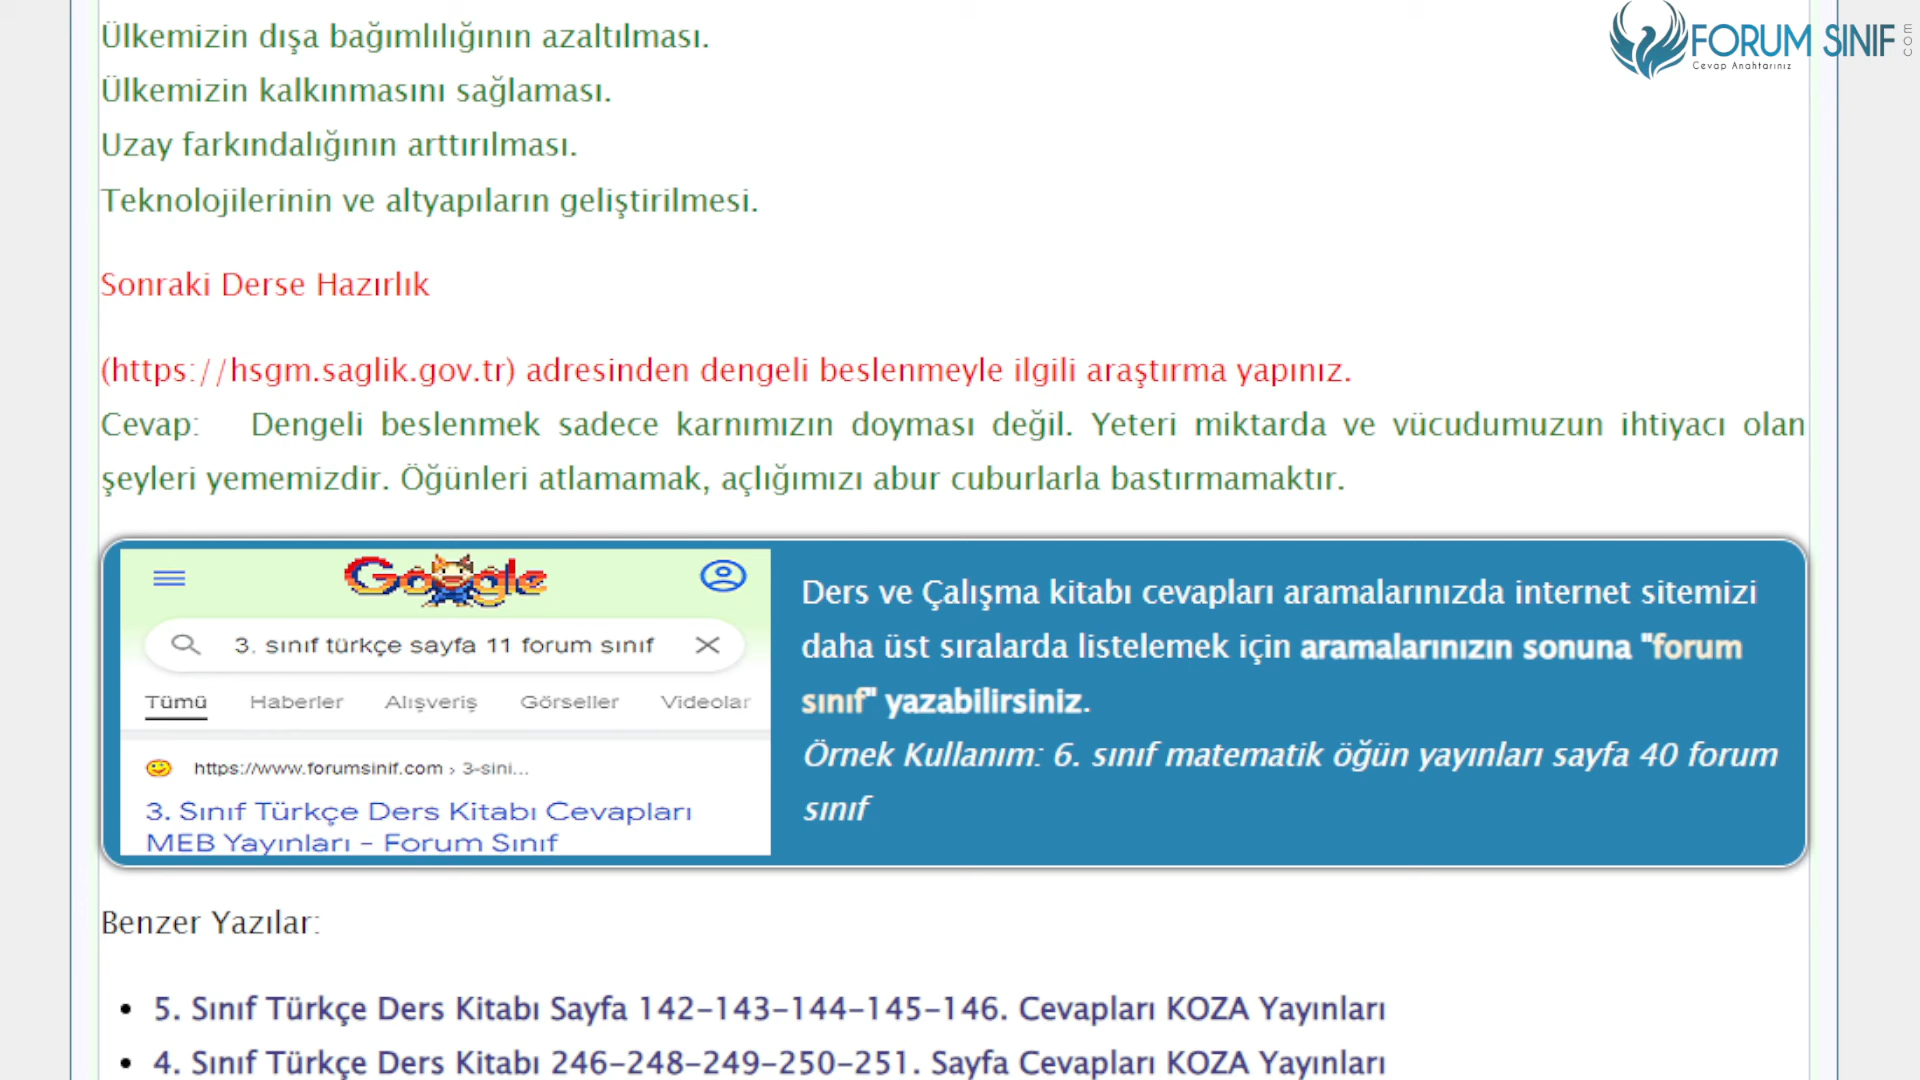 Ülkemizin dışa bağımlılığının azaltılması.
FORUM SINIF com
Cevap Anahtarınız
Ülkemizin kalkınmasını sağlaması.
Uzay farkındalığının arttırılması.
Teknolojilerinin ve altyapıların geliştirilmesi.
Sonraki Derse Hazırlık
(https://hsgm.saglik.gov.tr) adresinden dengeli beslenmeyle ilgili araştırma yapınız.
Cevap: Dengeli beslenmek sadece karnımızın doyması değil. Yeteri miktarda ve vücudumuzun ihtiyacı olan
şeyleri yememizdir. Öğünleri atlamamak, açlığımızı abur cuburlarla bastırmamaktır.
Google
3. sınıf türkçe sayfa 11 forum sınıf
Tümü Haberler Alışveriş Görseller Videolar
https://www.forumsinif.com › 3-sini...
3. Sınıf Türkçe Ders Kitabı Cevapları
MEB Yayınları - Forum Sınıf
Ders ve Çalışma kitabı cevapları aramalarınızda internet sitemizi
daha üst sıralarda listelemek için aramalarınızın sonuna "forum
sınıf" yazabilirsiniz.
Örnek Kullanım: 6. sınıf matematik öğün yayınları sayfa 40 forum
sınıf
Benzer Yazılar:
• 5. Sınıf Türkçe Ders Kitabı Sayfa 142-143-144-145-146. Cevapları KOZA Yayınları
• 4. Sınıf Türkçe Ders Kitabı 246-248-249-250-251. Sayfa Cevapları KOZA Yayınları